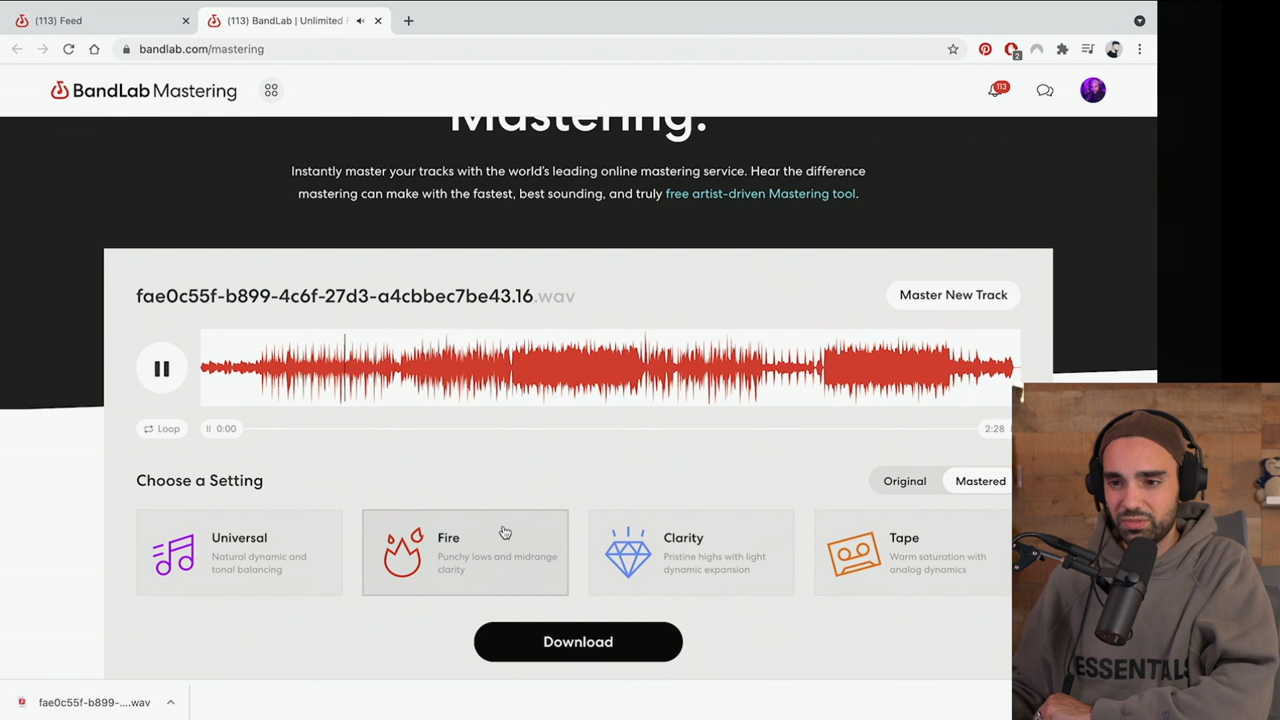 (113) Feed
(113) BandLab | Unlimited
bandlab.com/mastering
2
BandLab Mastering
113
Mastering.
Instantly master your tracks with the world's leading online mastering service. Hear the difference
mastering can make with the fastest, best sounding, and truly free artist-driven Mastering tool.
fae0c55f-b899-4c6f-27d3-a4cbbec7be43.16.wav
Master New Track
Loop
0:00
2:28
Choose a Setting
Original
Mastered
Universal
Natural dynamic and
tonal balancing
Fire
Punchy lows and midrange
clarity
Clarity
Pristine highs with light
dynamic expansion
Tape
Warm saturation with
analog dynamics
Download
fae0c55f-b899-....wav
ESSENTIALS